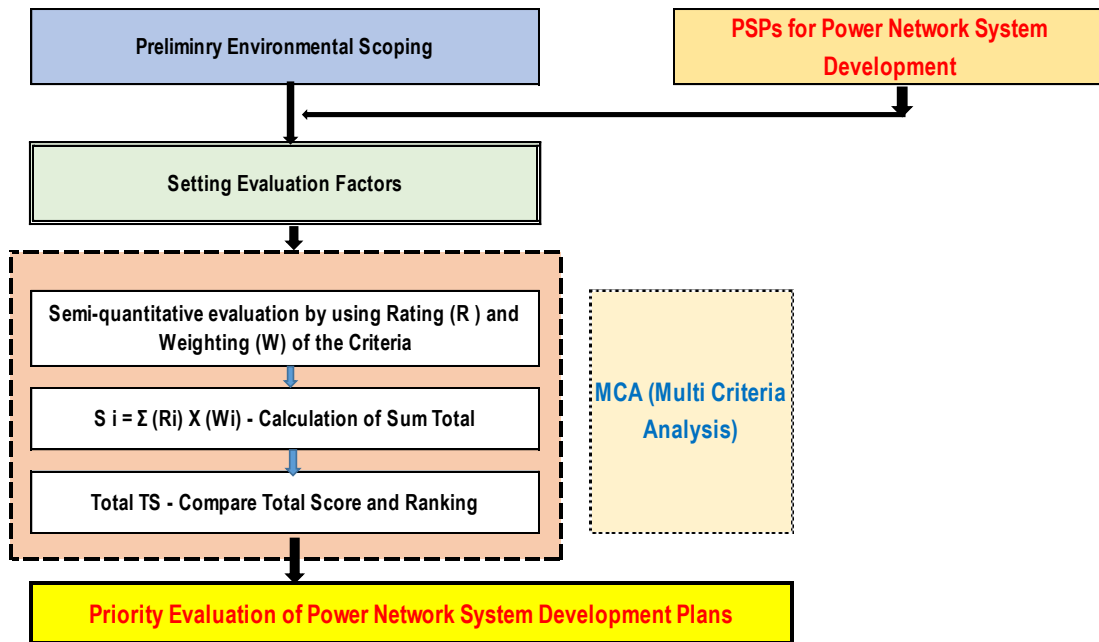 Preliminry Environmental Scoping
PSPs for Power Network System
Development
Setting Evaluation Factors
Semi-quantitative evaluation by using Rating (R ) and
Weighting (W) of the Criteria
S i = Σ (Ri) X (Wi) - Calculation of Sum Total
Total TS - Compare Total Score and Ranking
MCA (Multi Criteria
Analysis)
Priority Evaluation of Power Network System Development Plans